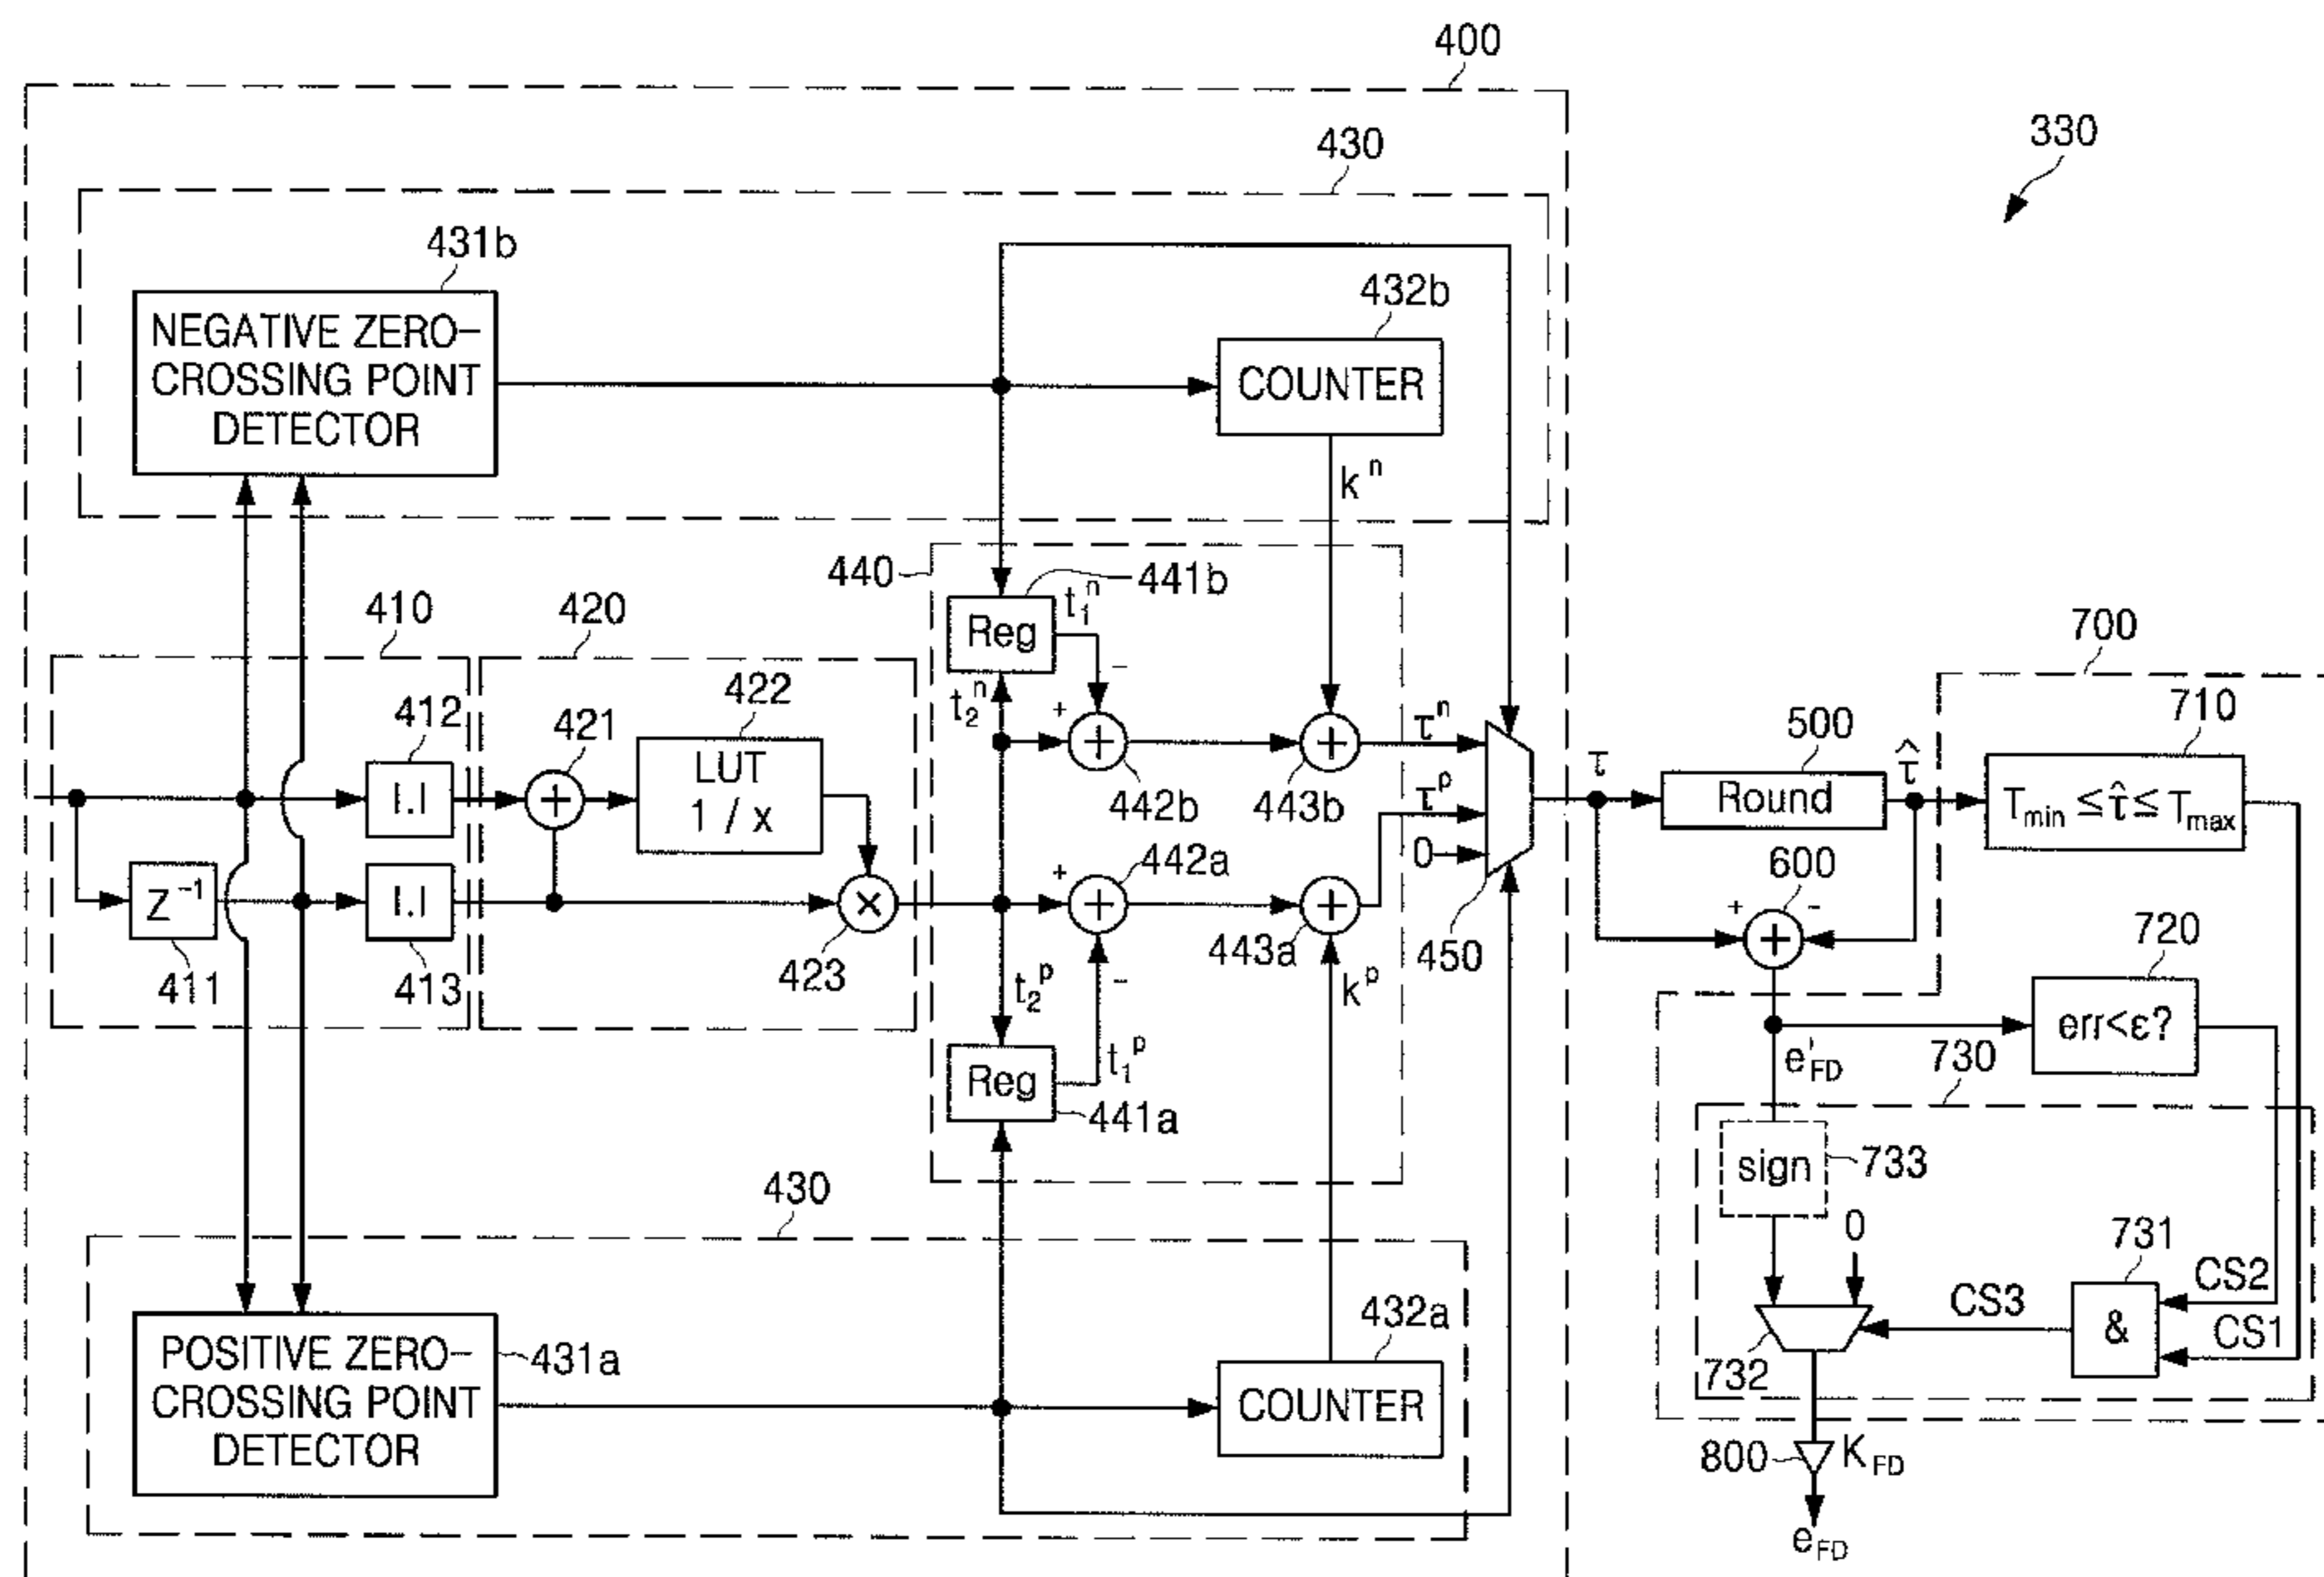 400
330
430
431b
NEGATIVE ZERO-
CROSSING POINT
DETECTOR
432b
COUNTER
k^n
440
441b
Reg
t_1^n
t_2^n
-
+
442b
443b
τ^n
410
420
412
|.|
421
+
422
LUT
1 / x
Z^-1
411
|.|
413
423
×
442a
+
+
443a
-
t_2^p
t_1^p
Reg
441a
k^p
τ^p
0
450
τ
500
Round
τ̂
700
710
T_min ≤ τ̂ ≤ T_max
600
+
-
+
720
err<ε?
e'_FD
730
sign
733
0
731
&
CS2
CS1
CS3
732
800
K_FD
e_FD
430
431a
POSITIVE ZERO-
CROSSING POINT
DETECTOR
432a
COUNTER